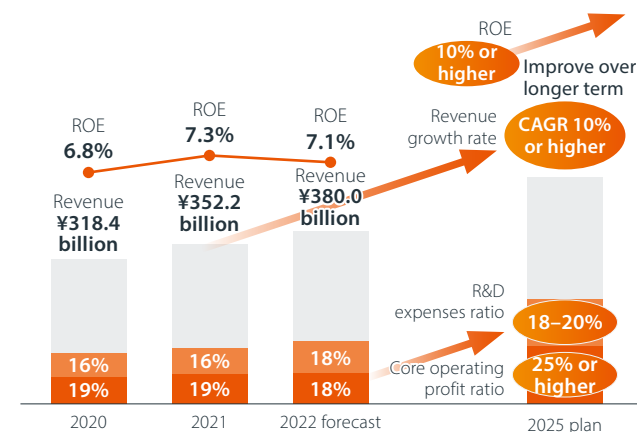 ROE
10% or
higher
Improve over
longer term
ROE
6.8%
ROE
7.3%
ROE
7.1%
Revenue
growth rate
CAGR 10%
or higher
Revenue
¥318.4
billion
Revenue
¥352.2
billion
Revenue
¥380.0
billion
R&D
expenses ratio
18–20%
16%
16%
18%
Core operating
profit ratio
25% or
higher
19%
19%
18%
2020
2021
2022 forecast
2025 plan